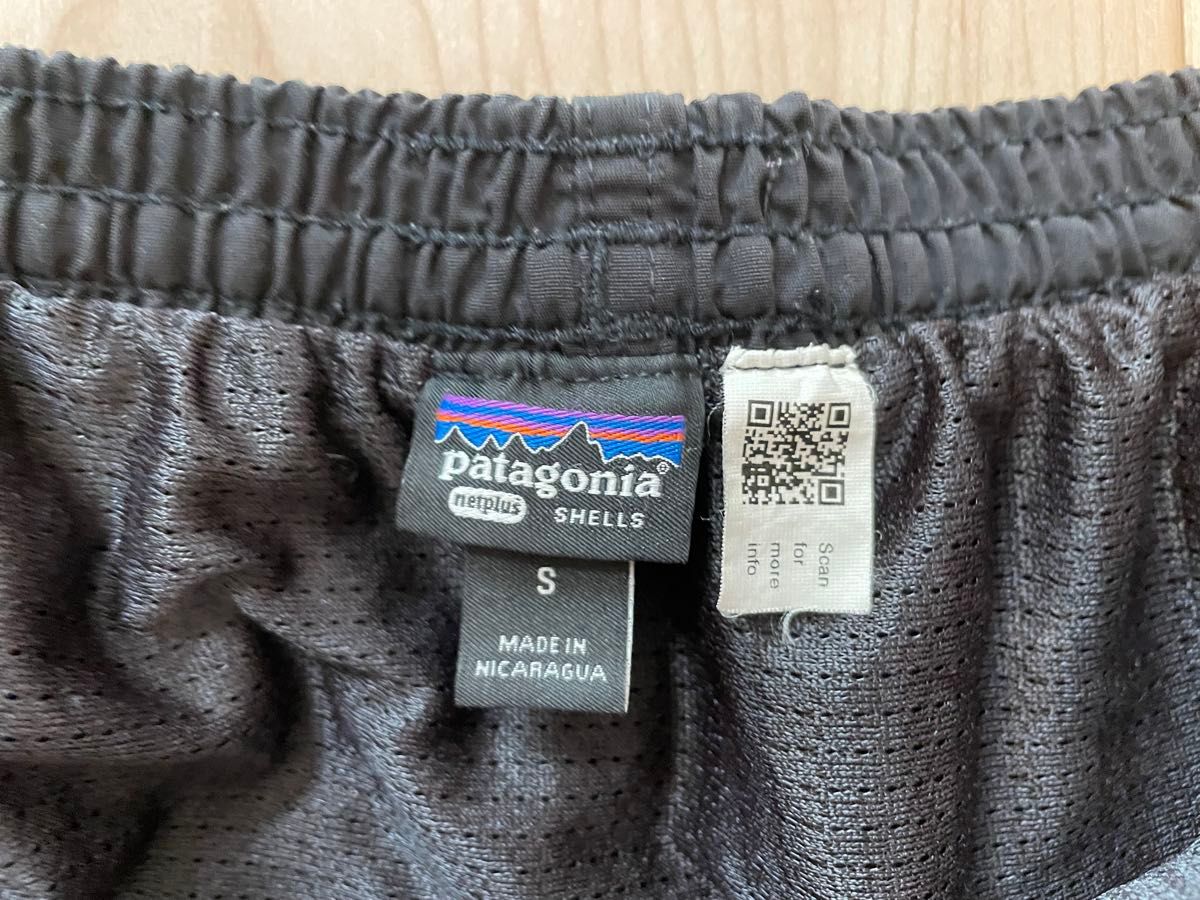 patagonia®
netplus SHELLS
S
MADE IN
NICARAGUA
Scan
for
more
info